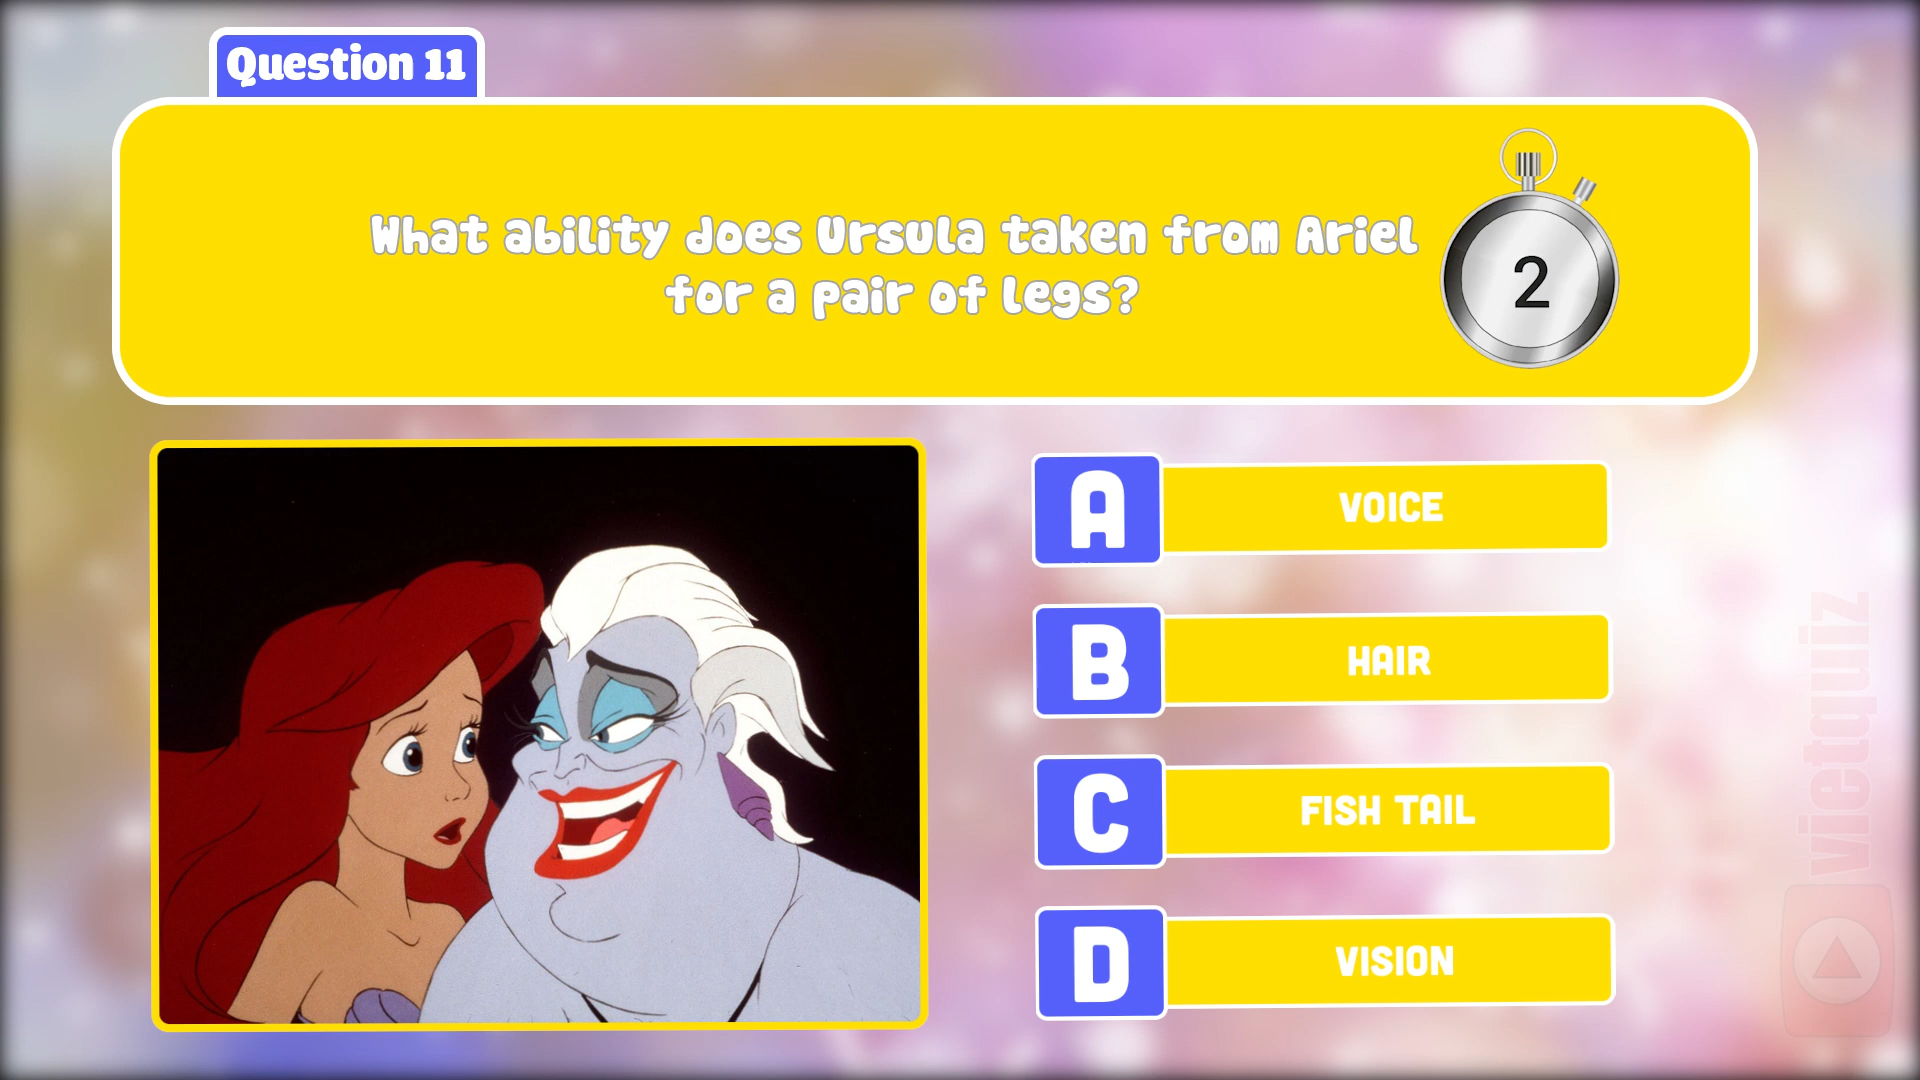 Question 11
What ability does Ursula taken from Ariel
for a pair of legs?
2
A VOICE
B HAIR
C FISH TAIL
D VISION
vietquiz